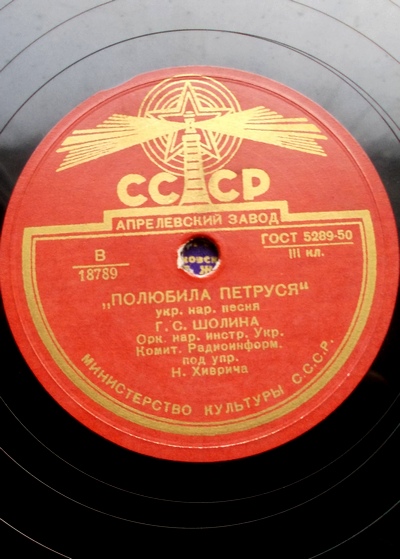 СССР
АПРЕЛЕВСКИЙ ЗАВОД
ГОСТ 5289-50
В
III кл.
18789
„ПОЛЮБИЛА ПЕТРУСЯ“
укр. нар. песня
Г. С. ШОЛИНА
Орк. нар. инстр. Укр.
Комит. Радиоинформ.
под упр.
Н. Хиврича
МИНИСТЕРСТВО КУЛЬТУРЫ С.С.С.Р.